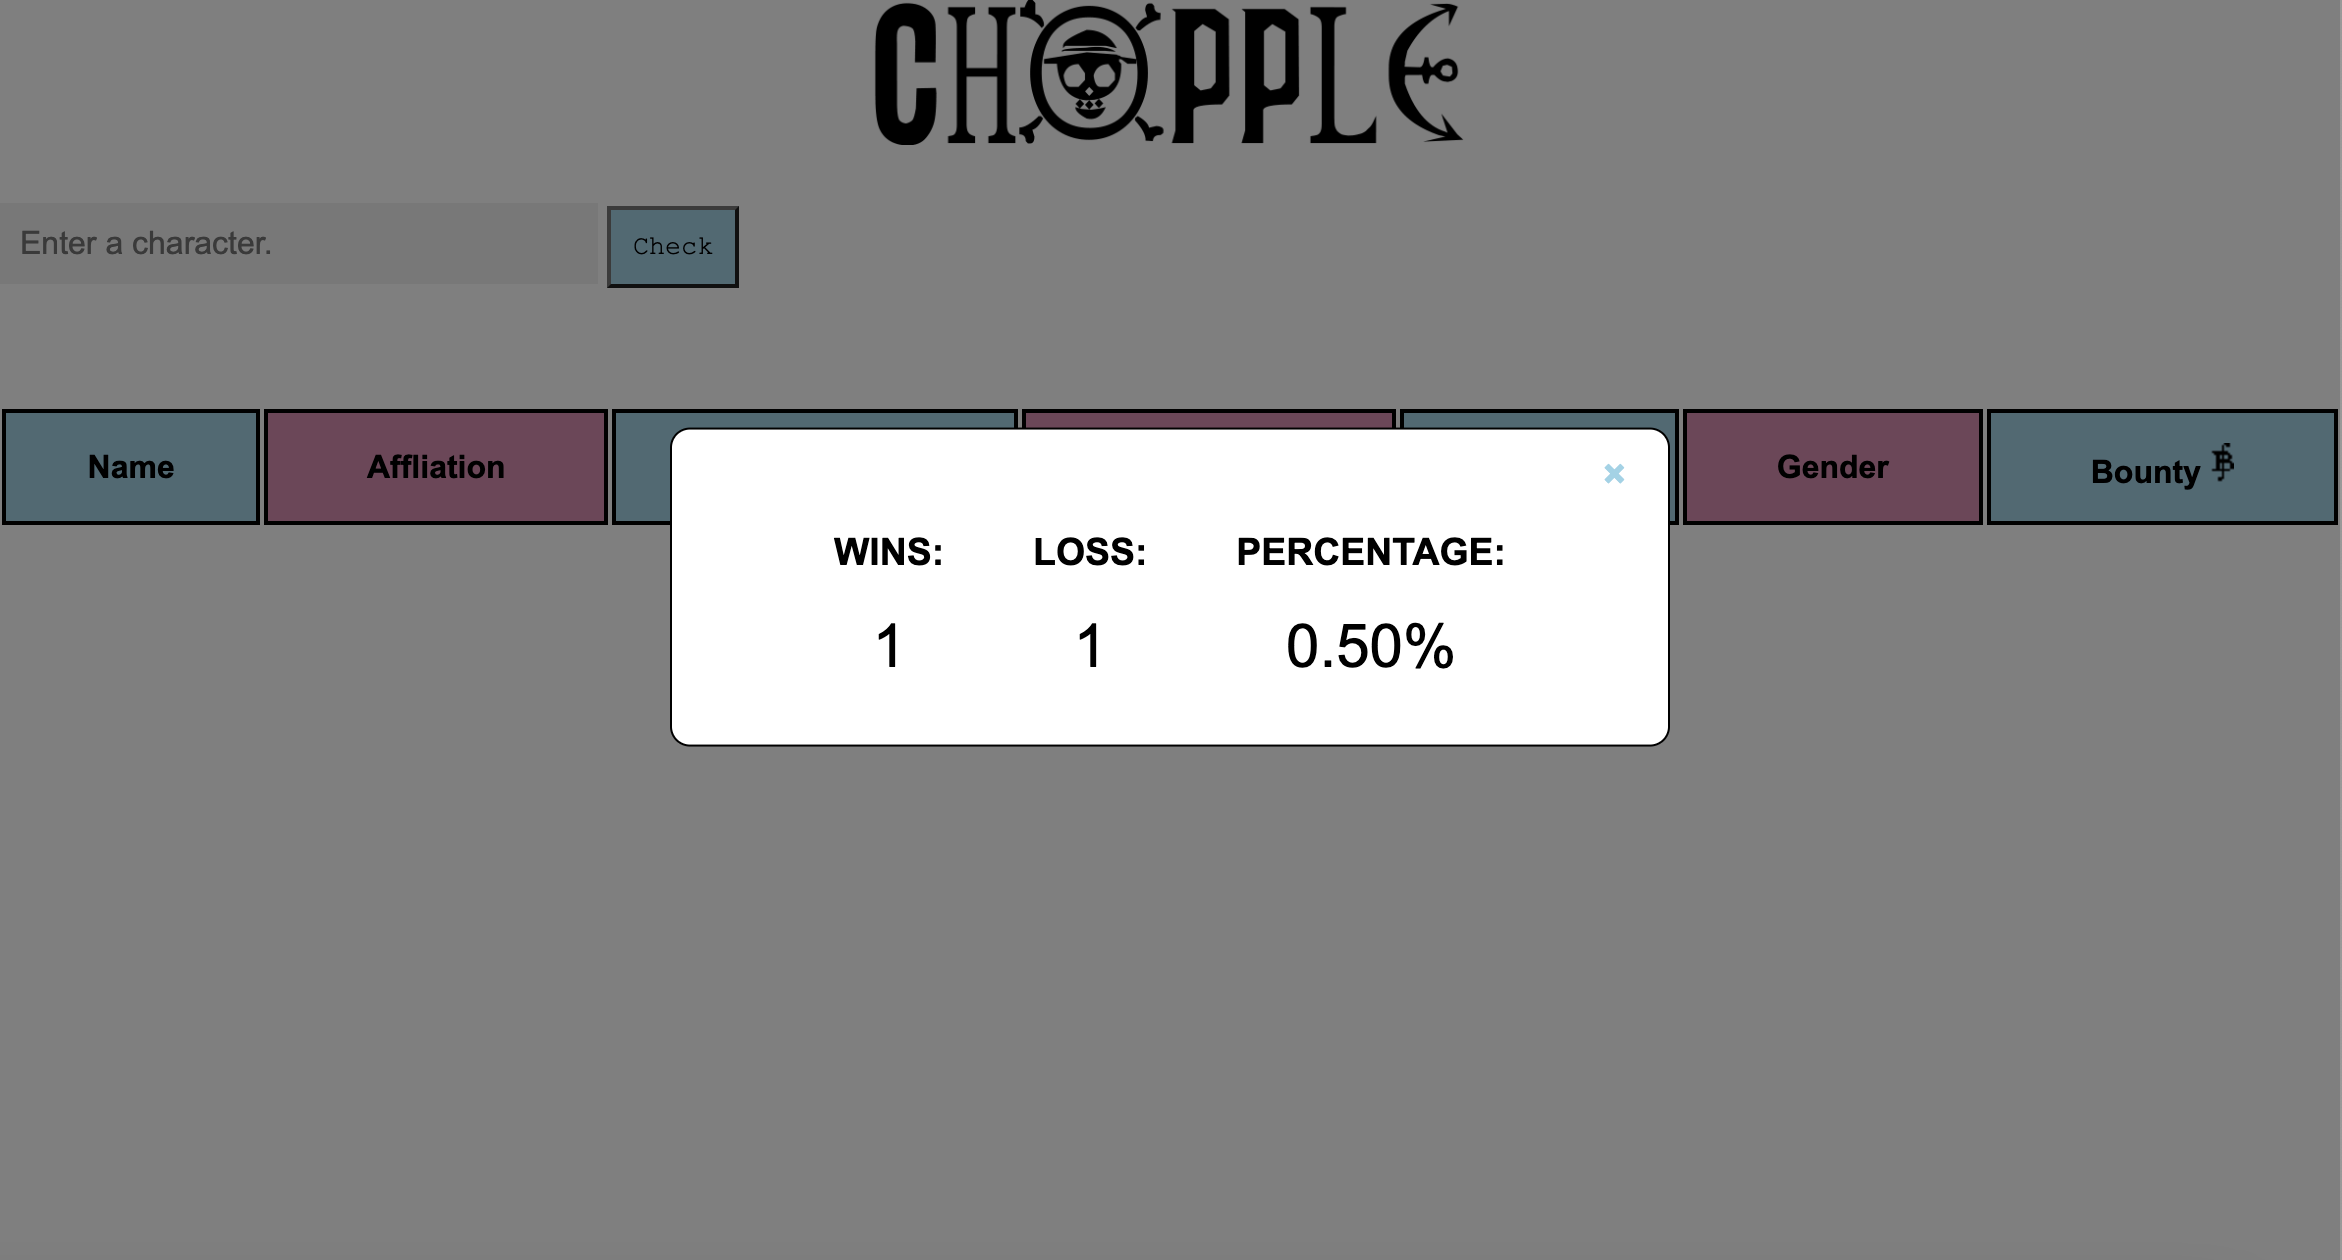 CHOPPLE
Enter a character.
Check
Name
Affliation
Gender
Bounty
×
WINS:
LOSS:
PERCENTAGE:
1
1
0.50%